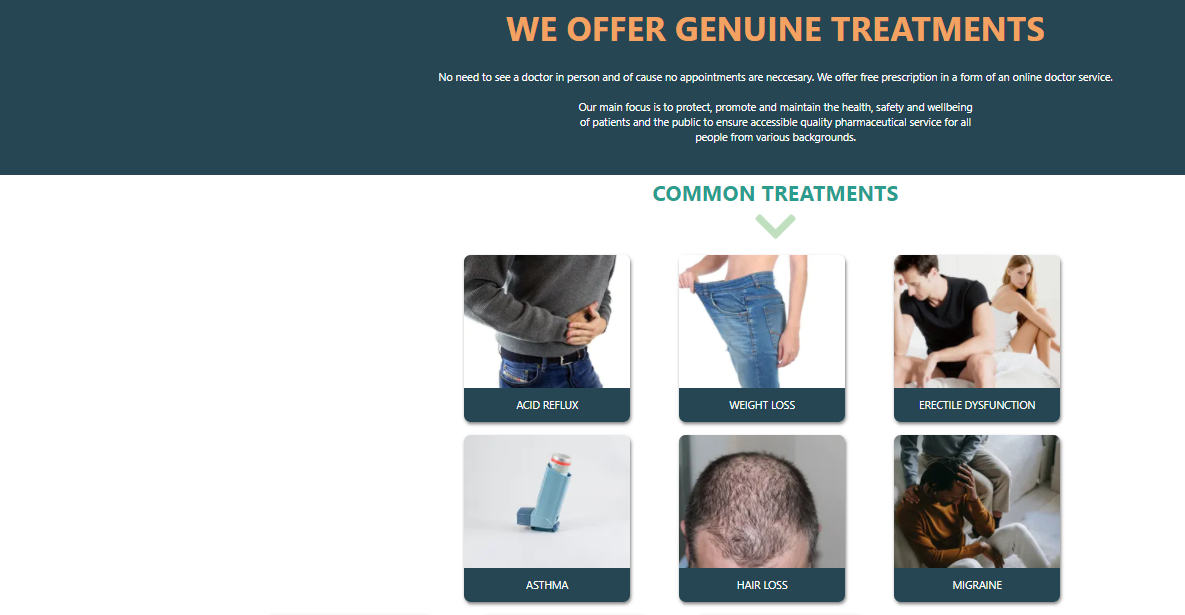 WE OFFER GENUINE TREATMENTS
No need to see a doctor in person and of cause no appointments are neccesary. We offer free prescription in a form of an online doctor service.
Our main focus is to protect, promote and maintain the health, safety and wellbeing
of patients and the public to ensure accessible quality pharmaceutical service for all
people from various backgrounds.
COMMON TREATMENTS
ACID REFLUX
WEIGHT LOSS
ERECTILE DYSFUNCTION
ASTHMA
HAIR LOSS
MIGRAINE